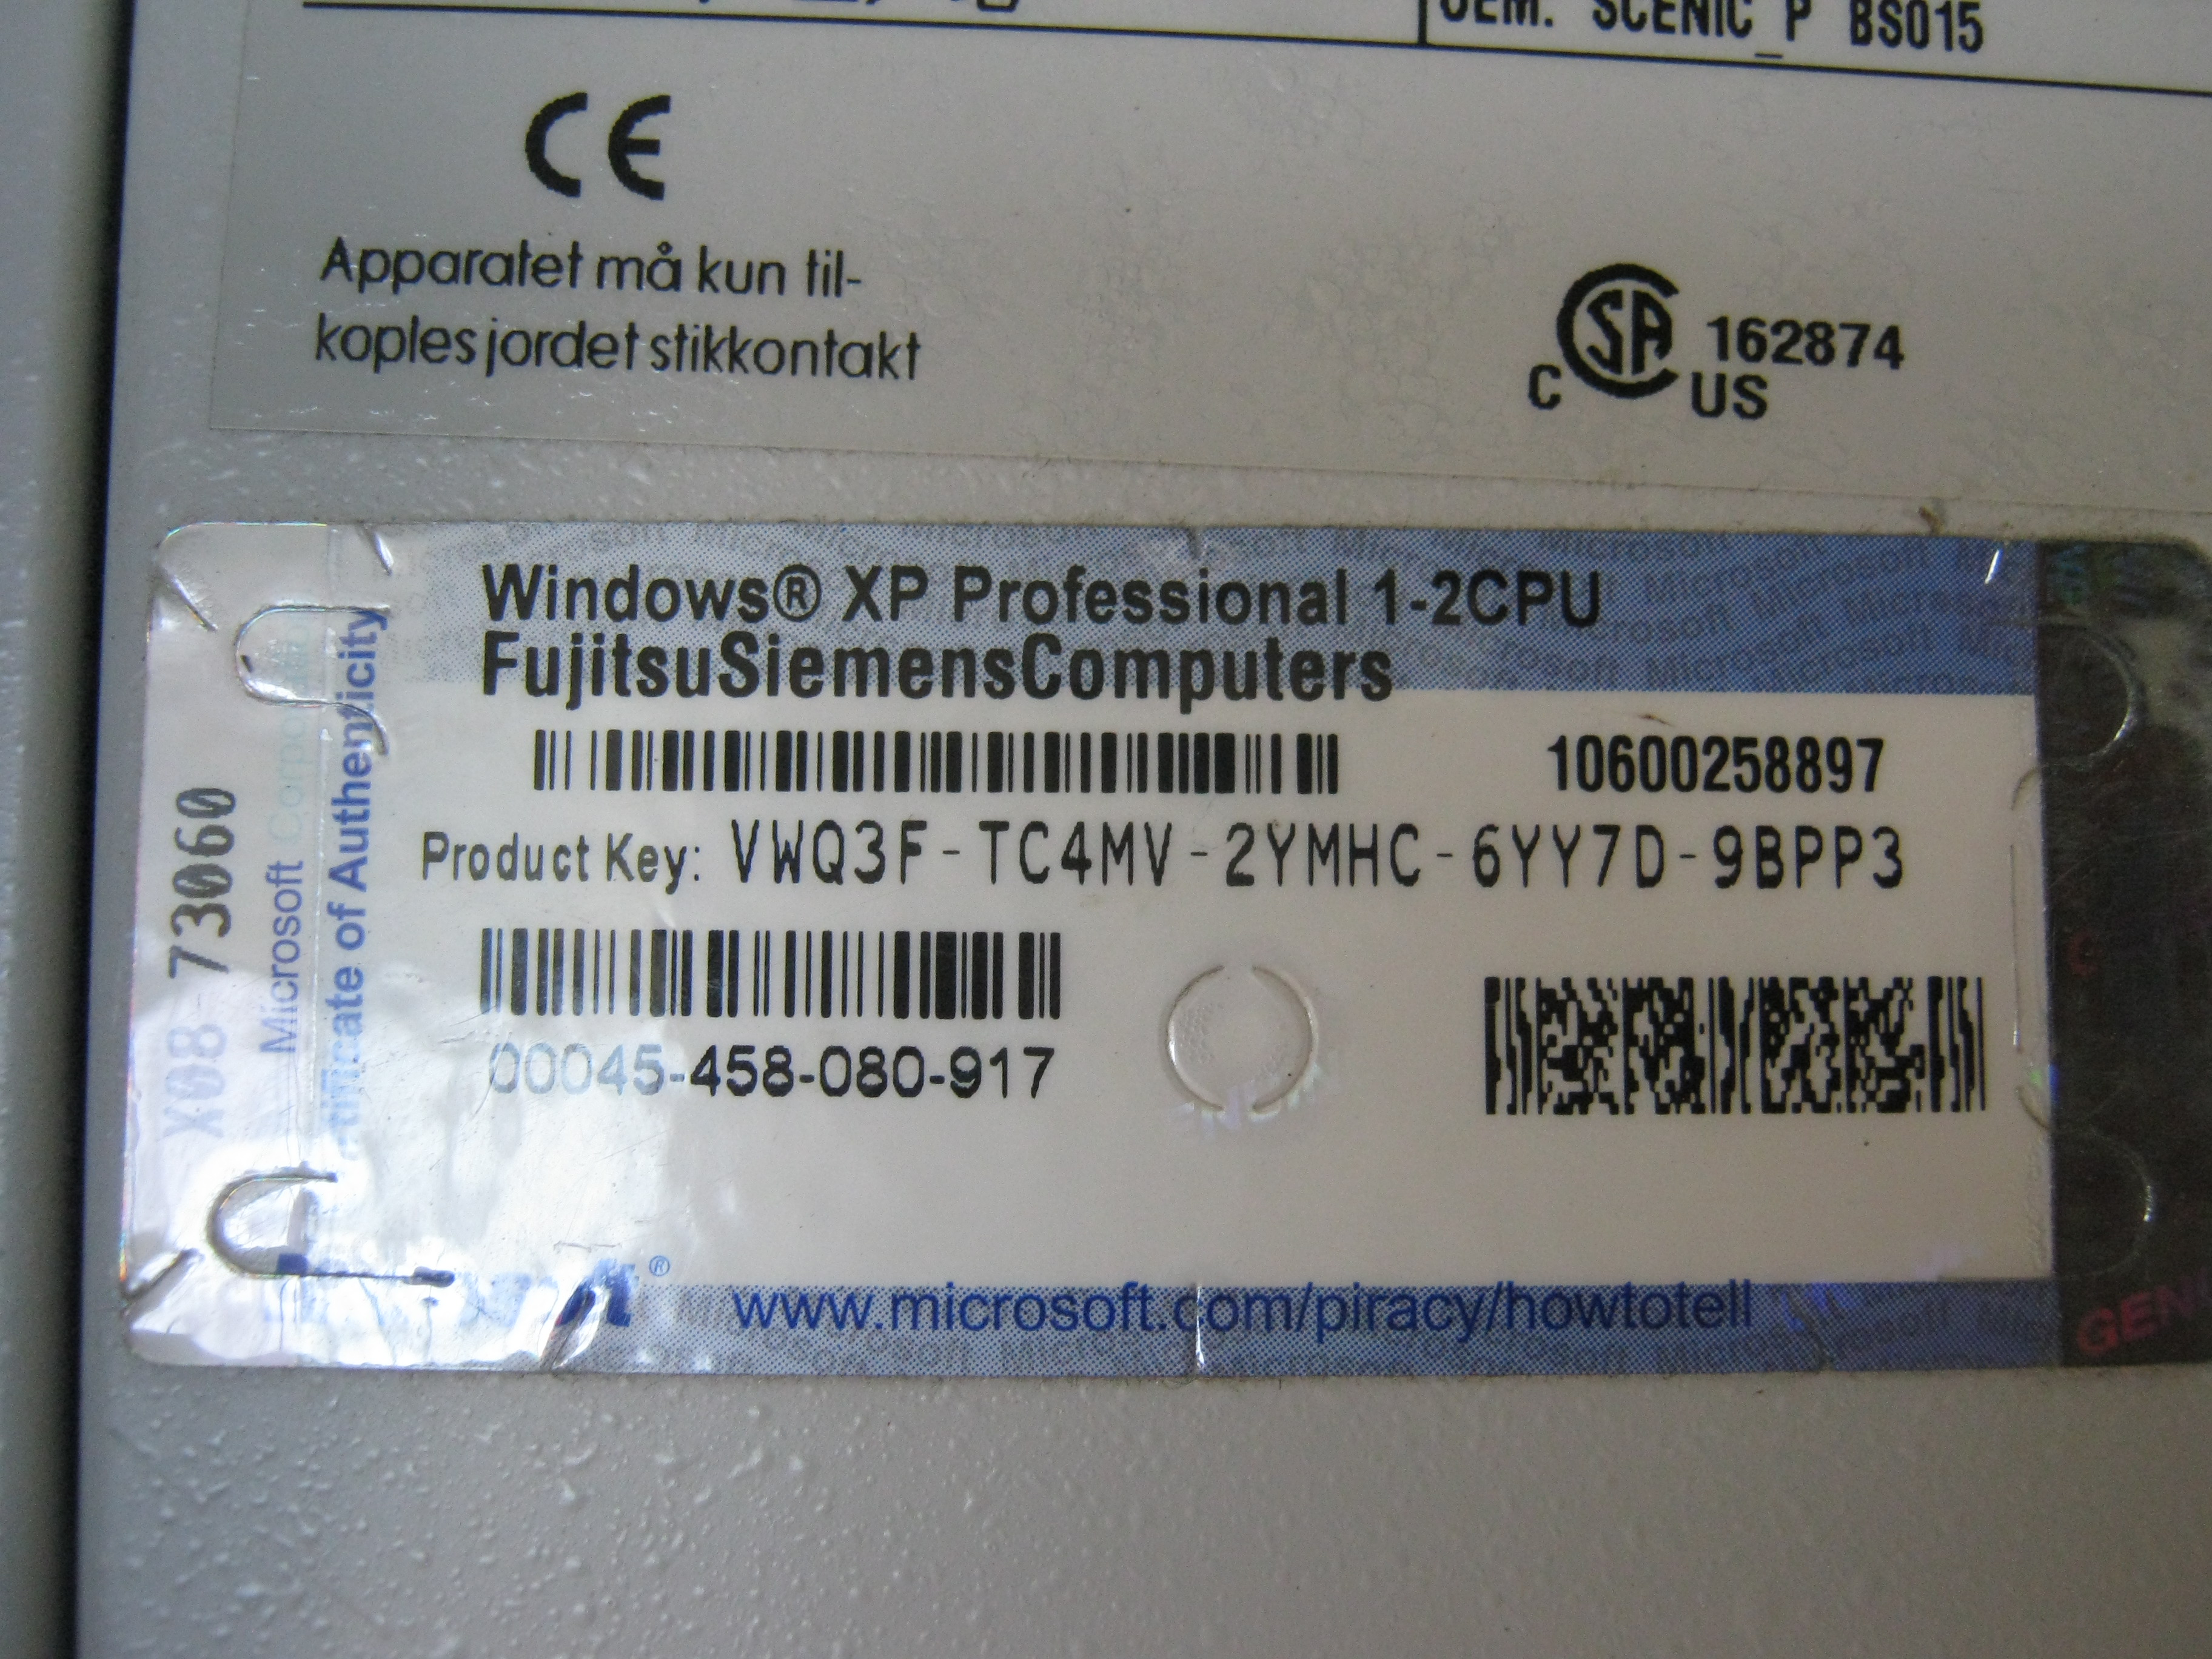 OEM: SCENIC_P BS015
CE
Apparatet må kun til-
koples jordet stikkontakt
CSA 162874
C US
Windows® XP Professional 1-2CPU
FujitsuSiemensComputers
10600258897
Product Key: VWQ3F-TC4MV-2YMHC-6YY7D-9BPP3
00045-458-080-917
www.microsoft.com/piracy/howtotell
X08-73060
Microsoft Corporation
Certificate of Authenticity